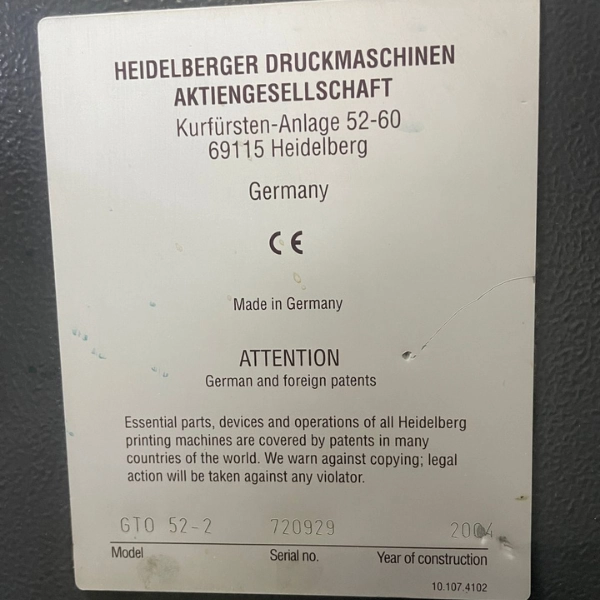 HEIDELBERGER DRUCKMASCHINEN
AKTIENGESELLSCHAFT
Kurfürsten-Anlage 52-60
69115 Heidelberg
Germany
CE
Made in Germany
ATTENTION
German and foreign patents
Essential parts, devices and operations of all Heidelberg
printing machines are covered by patents in many
countries of the world. We warn against copying; legal
action will be taken against any violator.
GTO 52-2 720929 2004
Model Serial no. Year of construction
10.107.4102